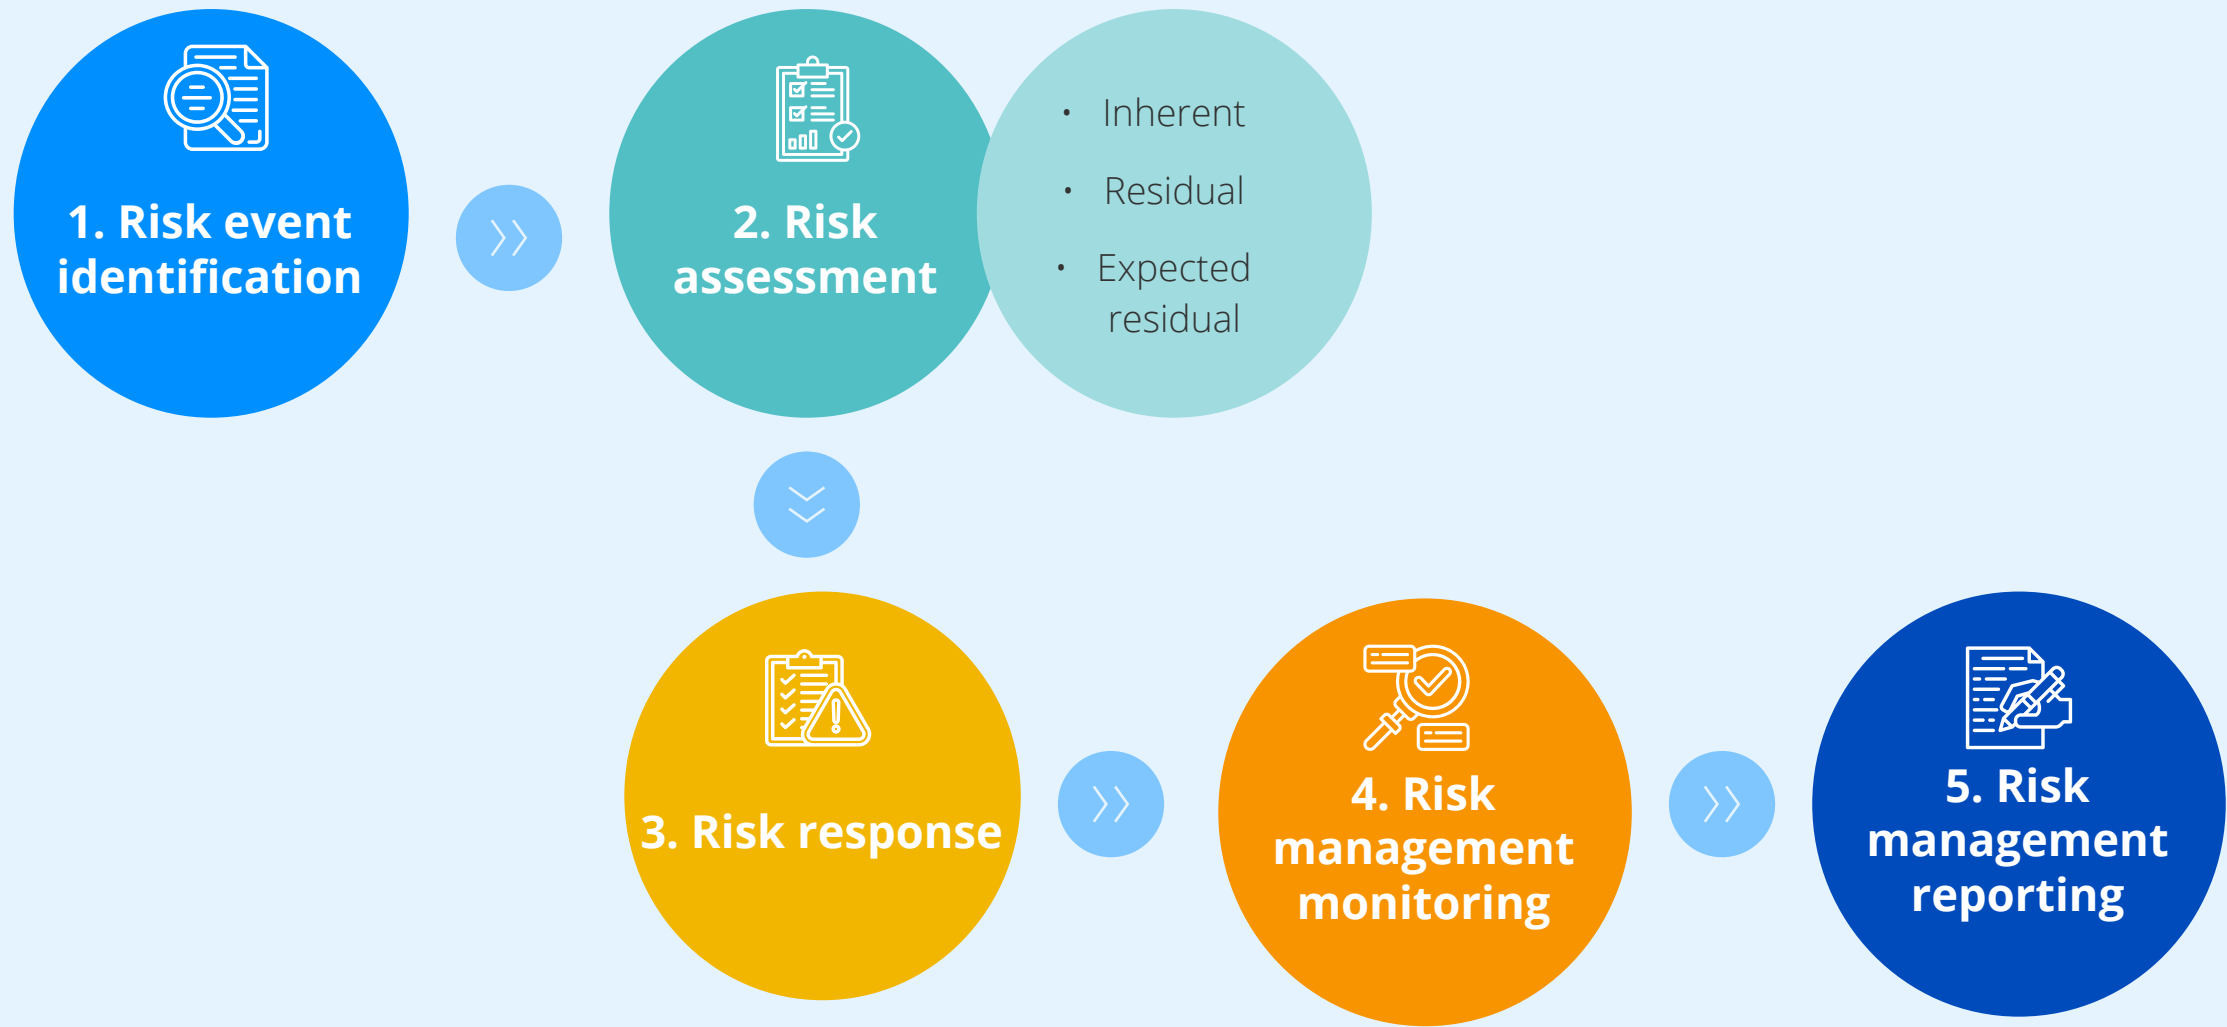 1. Risk event
identification
2. Risk
assessment
• Inherent
• Residual
• Expected
residual
3. Risk response
4. Risk
management
monitoring
5. Risk
management
reporting